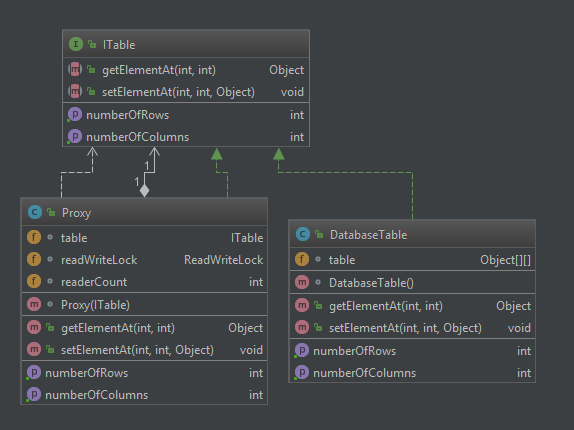 I ITable
m getElementAt(int, int) Object
m setElementAt(int, int, Object) void
p numberOfRows int
p numberOfColumns int
1
1
C Proxy
f table ITable
f readWriteLock ReadWriteLock
f readerCount int
m Proxy(ITable)
m getElementAt(int, int) Object
m setElementAt(int, int, Object) void
p numberOfRows int
p numberOfColumns int
C DatabaseTable
f table Object[][]
m DatabaseTable()
m getElementAt(int, int) Object
m setElementAt(int, int, Object) void
p numberOfRows int
p numberOfColumns int